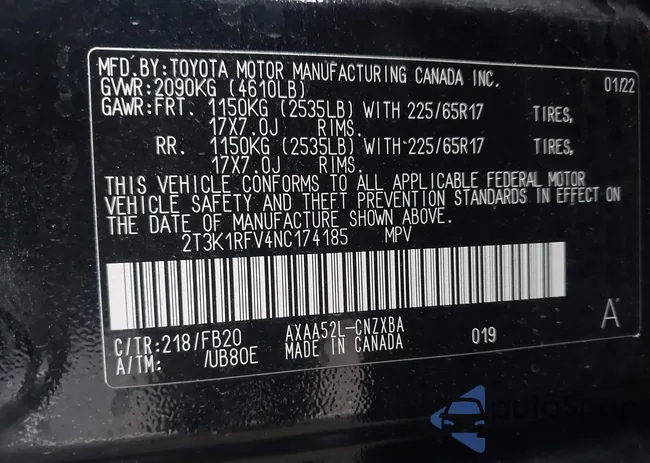 MFD.BY:TOYOTA MOTOR MANUFACTURING CANADA INC. 01/22
GVWR:2090KG (4610LB)
GAWR:FRT. 1150KG (2535LB) WITH 225/65R17 TIRES,
17X7.0J RIMS.
RR. 1150KG (2535LB) WITH 225/65R17 TIRES,
17X7.0J RIMS.
THIS VEHICLE CONFORMS TO ALL APPLICABLE FEDERAL MOTOR
VEHICLE SAFETY AND THEFT PREVENTION STANDARDS IN EFFECT ON
THE DATE OF MANUFACTURE SHOWN ABOVE.
2T3K1RFV4NC174185 MPV
C/TR:218/FB20 AXAA52L-CNZXBA 019 A
A/TM: /UB80E MADE IN CANADA